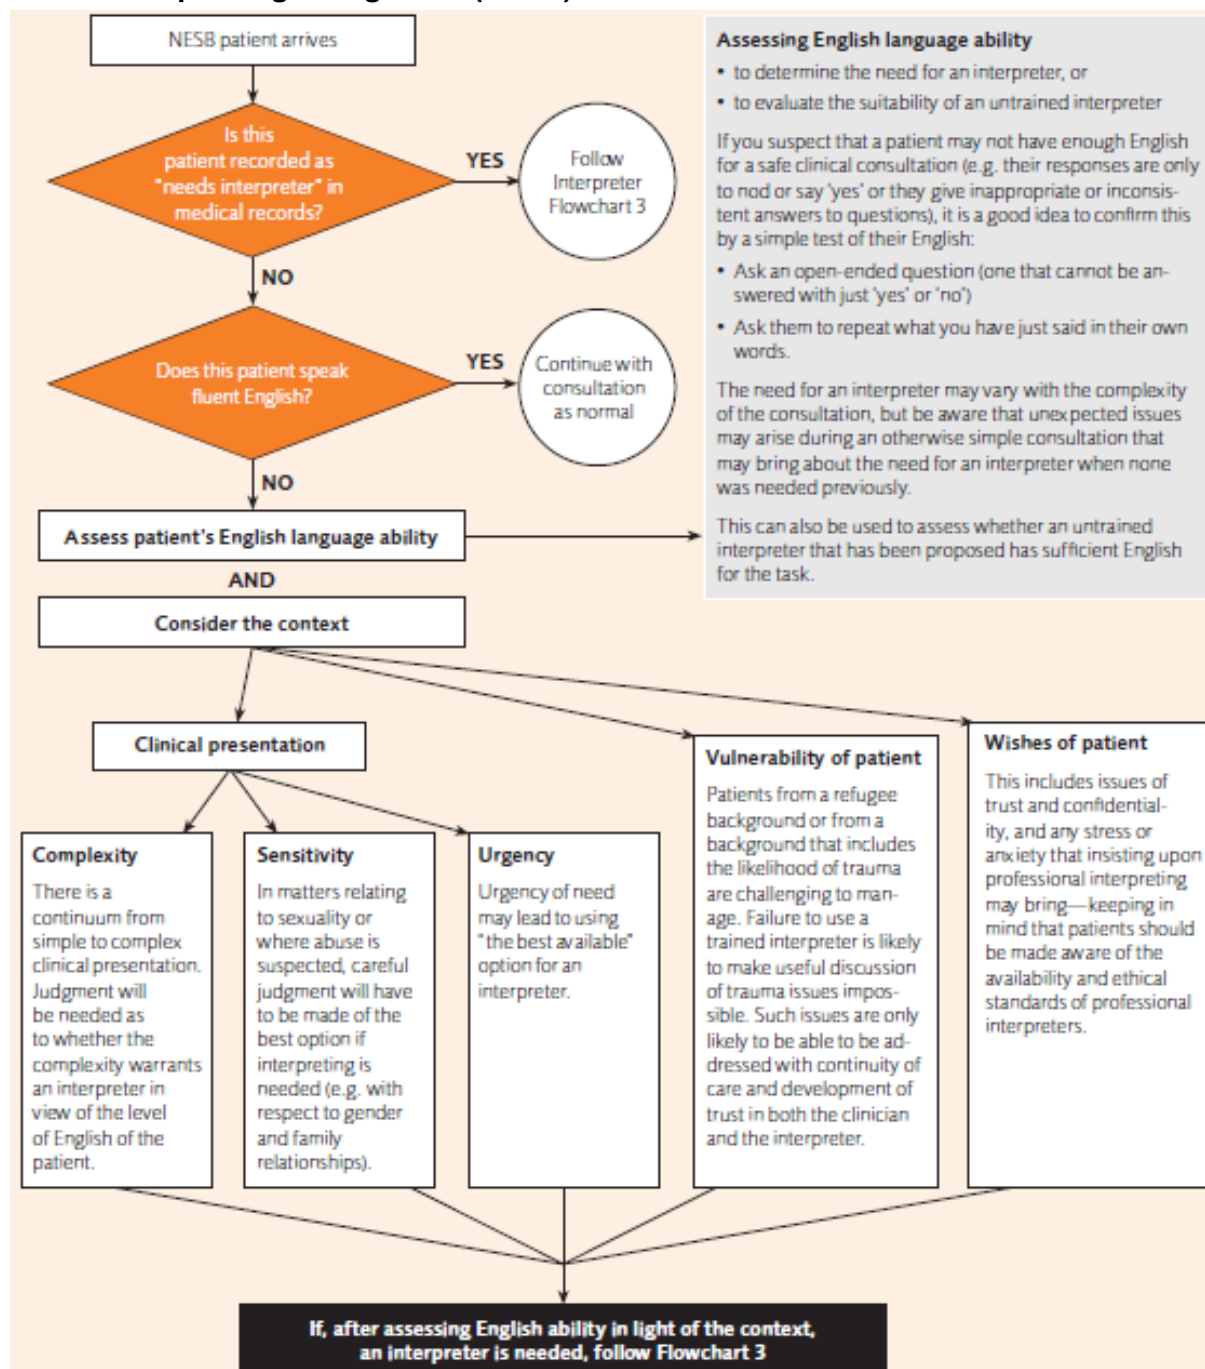 NESB patient arrives
Is this
patient recorded as
"needs interpreter" in
medical records?
YES
Follow
Interpreter
Flowchart 3
NO
Does this patient speak
fluent English?
YES
Continue with
consultation
as normal
NO
Assess patient's English language ability
AND
Consider the context
Assessing English language ability
• to determine the need for an interpreter, or
• to evaluate the suitability of an untrained interpreter
If you suspect that a patient may not have enough English
for a safe clinical consultation (e.g. their responses are only
to nod or say 'yes' or they give inappropriate or inconsis-
tent answers to questions), it is a good idea to confirm this
by a simple test of their English:
• Ask an open-ended question (one that cannot be an-
swered with just 'yes' or 'no')
• Ask them to repeat what you have just said in their own
words.
The need for an interpreter may vary with the complexity
of the consultation, but be aware that unexpected issues
may arise during an otherwise simple consultation that
may bring about the need for an interpreter when none
was needed previously.
This can also be used to assess whether an untrained
interpreter that has been proposed has sufficient English
for the task.
Clinical presentation
Complexity
There is a
continuum from
simple to complex
clinical presentation.
Judgment will
be needed as
to whether the
complexity warrants
an interpreter in
view of the level
of English of the
patient.
Sensitivity
In matters relating
to sexuality or
where abuse is
suspected, careful
judgment will have
to be made of the
best option if
interpreting is
needed (e.g. with
respect to gender
and family
relationships).
Urgency
Urgency of need
may lead to using
"the best available"
option for an
interpreter.
Vulnerability of patient
Patients from a refugee
background or from a
background that includes
the likelihood of trauma
are challenging to man-
age. Failure to use a
trained interpreter is likely
to make useful discussion
of trauma issues impos-
sible. Such issues are only
likely to be able to be ad-
dressed with continuity of
care and development of
trust in both the clinician
and the interpreter.
Wishes of patient
This includes issues of
trust and confidential-
ity, and any stress or
anxiety that insisting upon
professional interpreting
may bring—keeping in
mind that patients should
be made aware of the
availability and ethical
standards of professional
interpreters.
If, after assessing English ability in light of the context,
an interpreter is needed, follow Flowchart 3